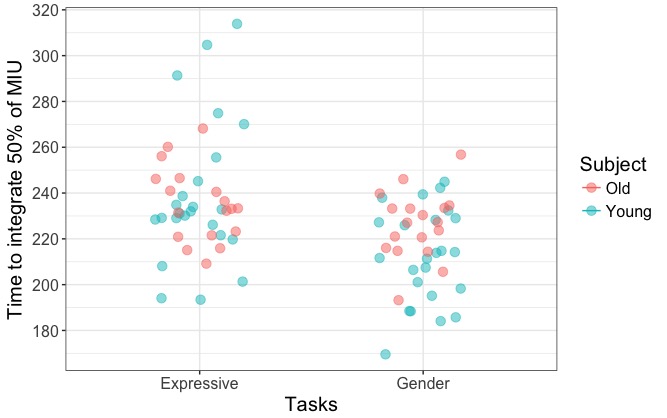 320
300
280
260
240
220
200
180
Time to integrate 50% of MIU
Expressive
Gender
Tasks
Subject
Old
Young